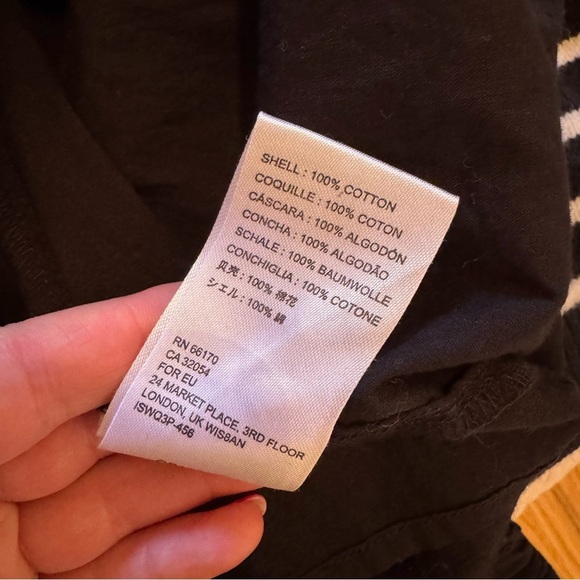 SHELL : 100% COTTON
COQUILLE : 100% COTON
CÁSCARA : 100% ALGODÓN
CONCHA : 100% ALGODÃO
SCHALE : 100% BAUMWOLLE
CONCHIGLIA : 100% COTONE
贝壳 : 100% 棉花
シェル : 100% 綿
RN 66170
CA 32054
FOR EU
24 MARKET PLACE, 3RD FLOOR
LONDON, UK WIS8AN
ISWQ3P-456